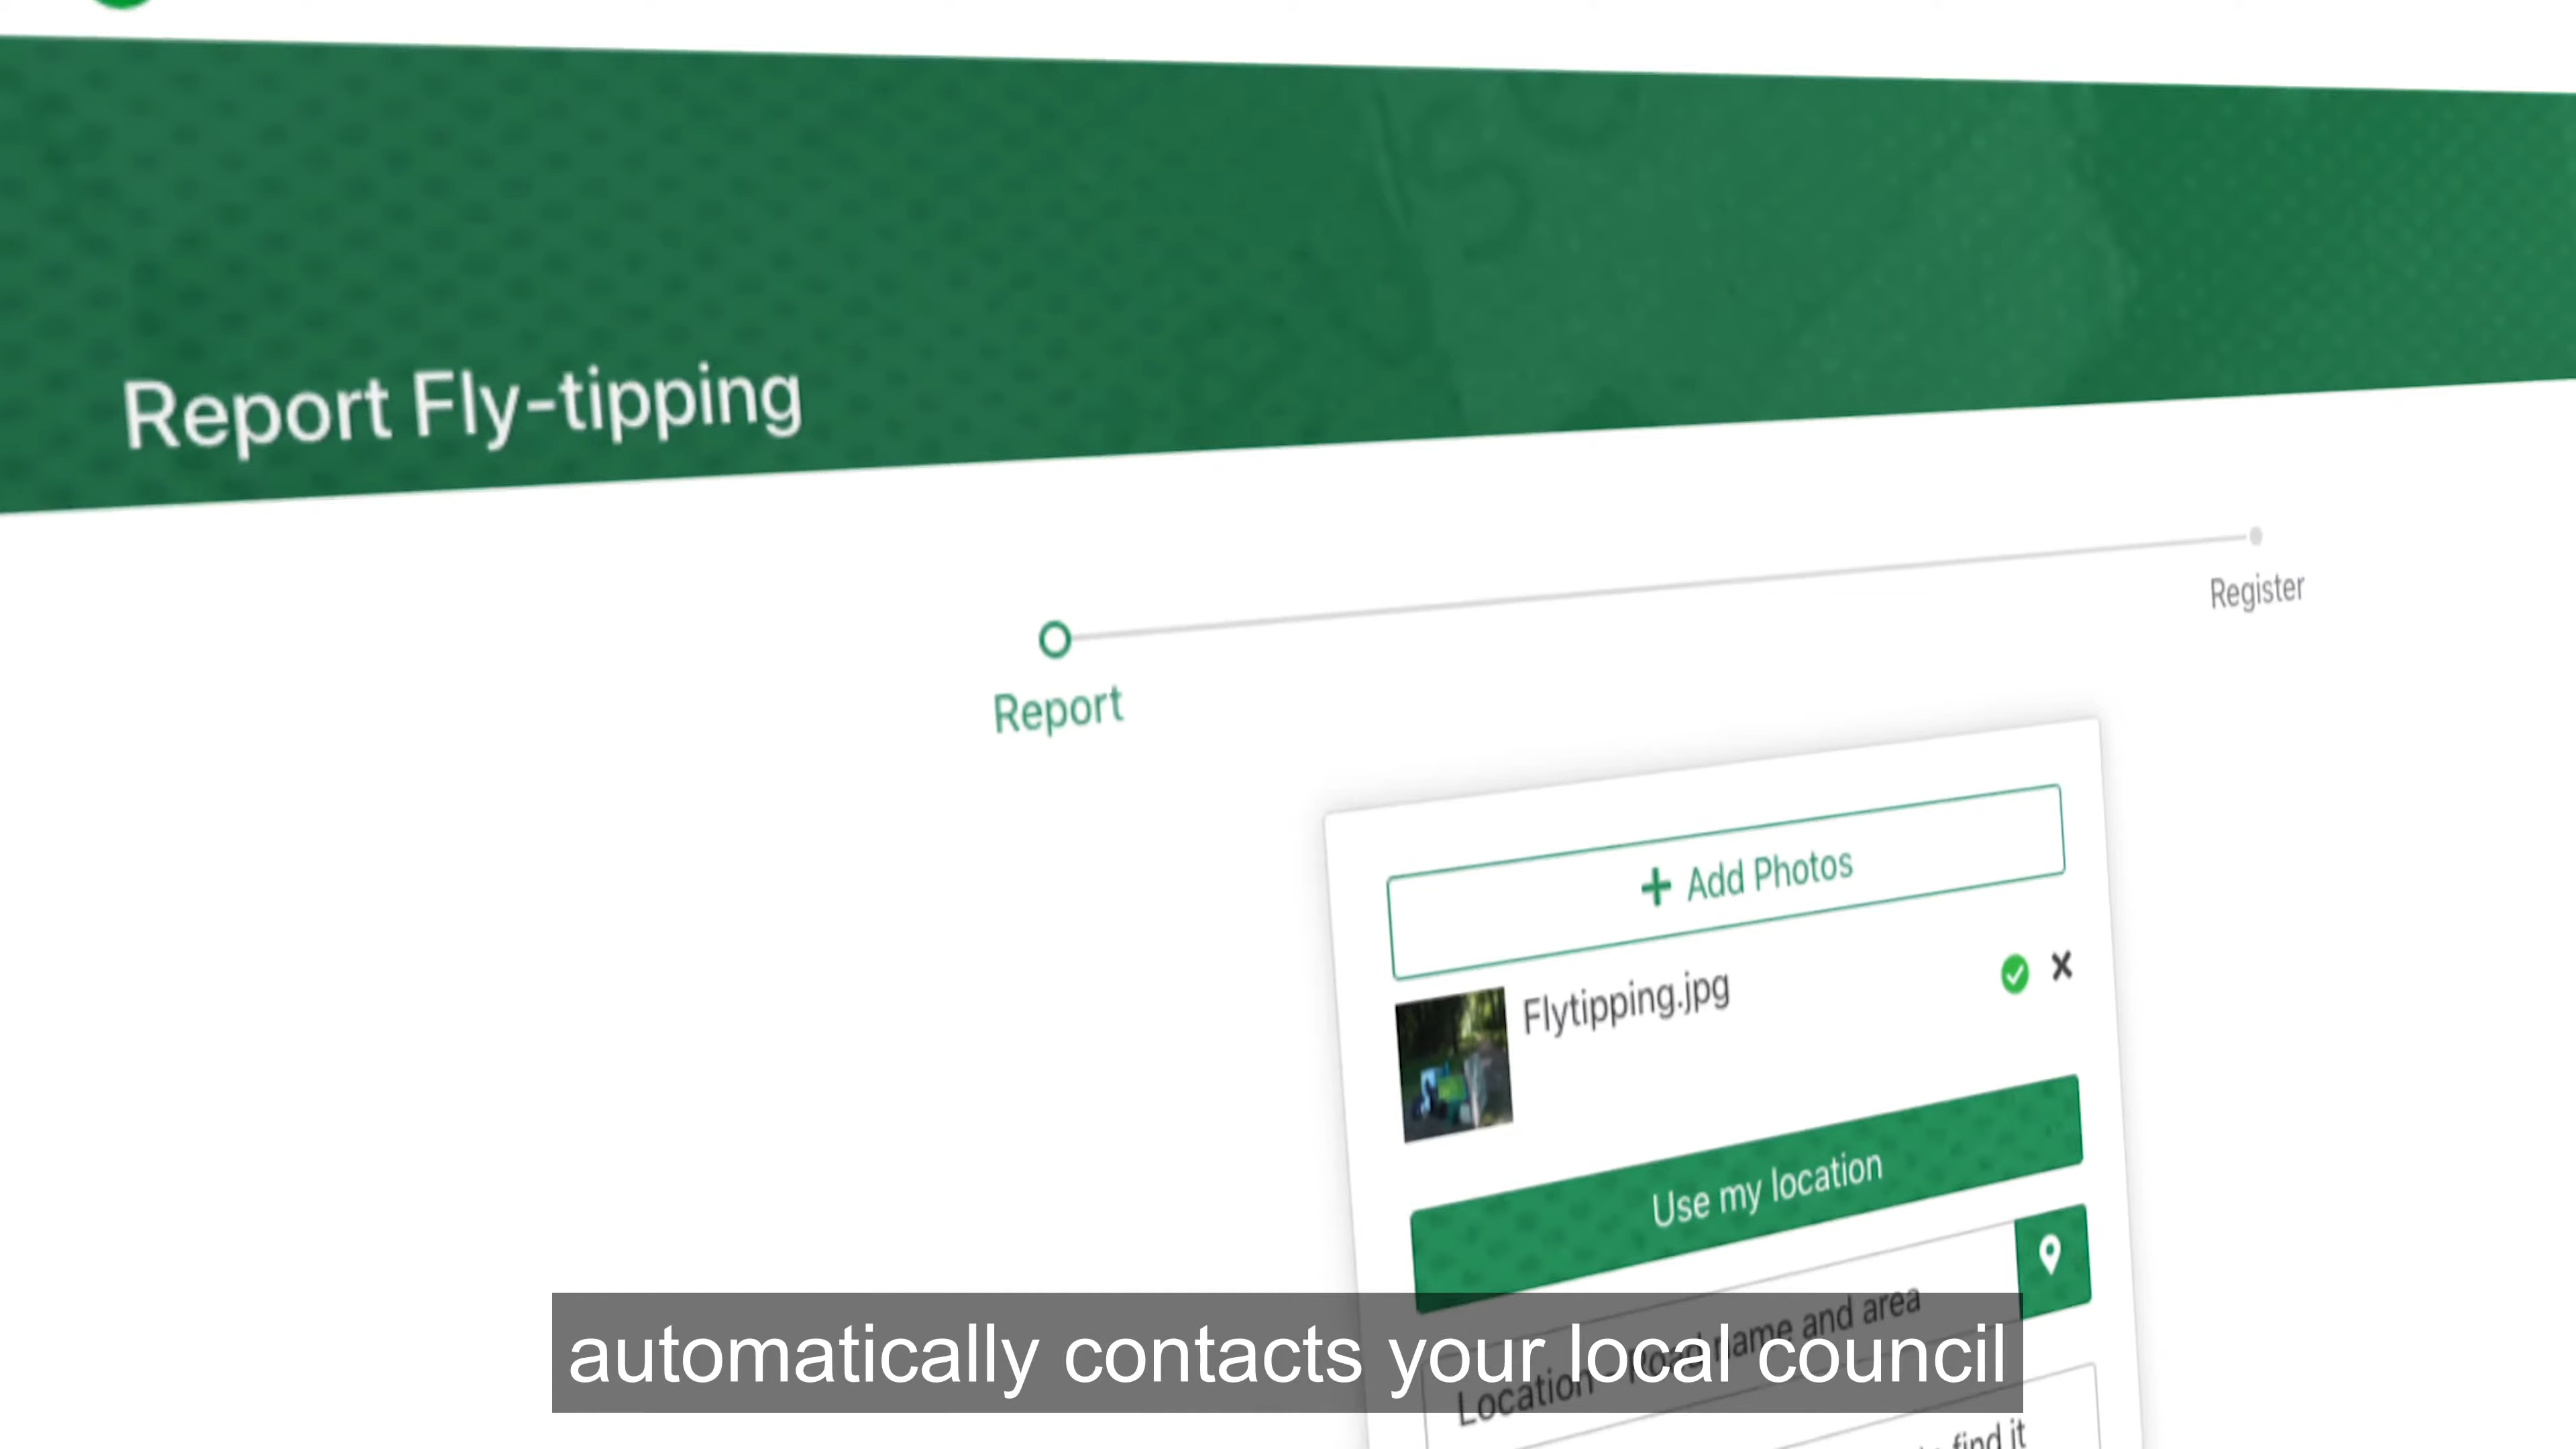 Report Fly-tipping
Register
Report
+ Add Photos
Flytipping.jpg
Use my location
Location - Road name and area
find it
automatically contacts your local council